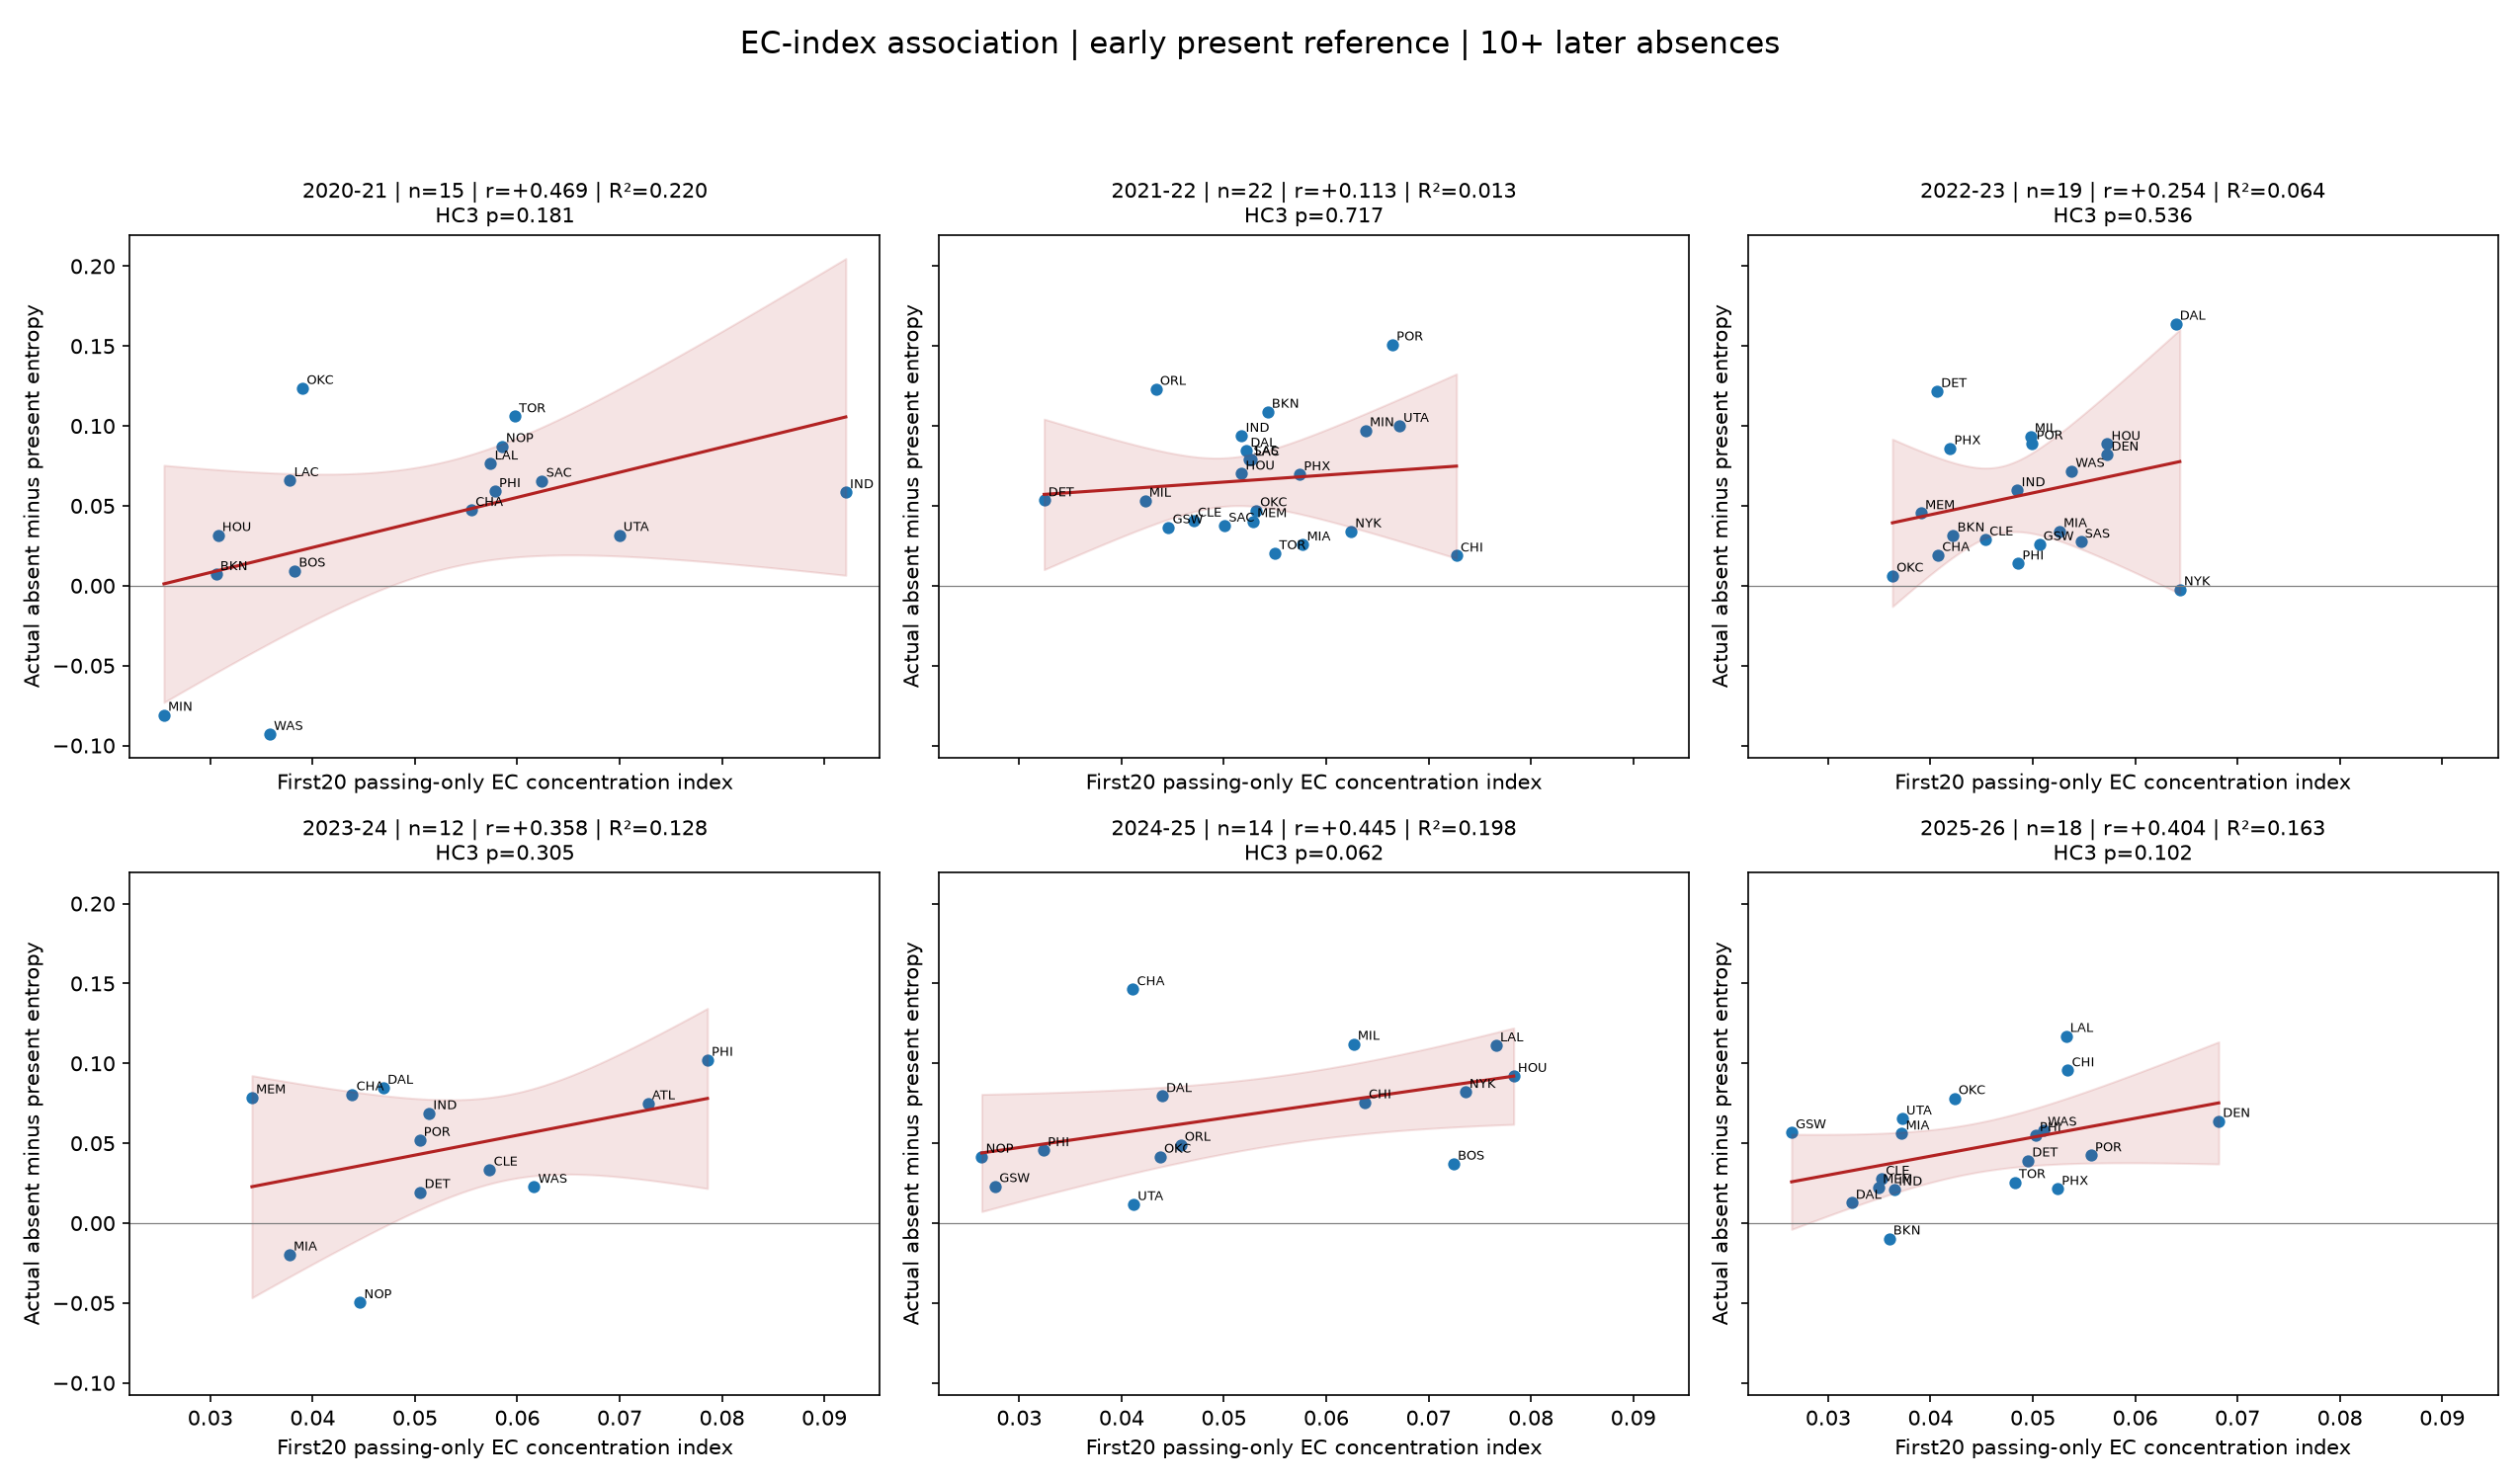 EC-index association | early present reference | 10+ later absences
2020-21 | n=15 | r=+0.469 | R²=0.220
HC3 p=0.181
Actual absent minus present entropy
0.20
0.15
0.10
0.05
0.00
−0.05
−0.10
OKC
TOR
NOP
LAL
LAC
SAC
PHI
IND
CHA
HOU
UTA
BKN
BOS
MIN
WAS
First20 passing-only EC concentration index
2021-22 | n=22 | r=+0.113 | R²=0.013
HC3 p=0.717
Actual absent minus present entropy
POR
ORL
BKN
UTA
MIN
IND
DAL
LAC
HOU
PHX
DET
MIL
OKC
CLE
MEM
GSW
SAC
NYK
MIA
TOR
CHI
First20 passing-only EC concentration index
2022-23 | n=19 | r=+0.254 | R²=0.064
HC3 p=0.536
Actual absent minus present entropy
DAL
DET
MIL
POR
PHX
HOU
DEN
WAS
IND
MEM
BKN
CLE
MIA
GSW
SAS
CHA
PHI
OKC
NYK
First20 passing-only EC concentration index
2023-24 | n=12 | r=+0.358 | R²=0.128
HC3 p=0.305
Actual absent minus present entropy
0.20
0.15
0.10
0.05
0.00
−0.05
−0.10
PHI
MEM
CHA
DAL
ATL
IND
POR
CLE
DET
WAS
MIA
NOP
0.03
0.04
0.05
0.06
0.07
0.08
0.09
First20 passing-only EC concentration index
2024-25 | n=14 | r=+0.445 | R²=0.198
HC3 p=0.062
Actual absent minus present entropy
CHA
MIL
LAL
HOU
DAL
NYK
CHI
ORL
NOP
PHI
OKC
BOS
GSW
UTA
0.03
0.04
0.05
0.06
0.07
0.08
0.09
First20 passing-only EC concentration index
2025-26 | n=18 | r=+0.404 | R²=0.163
HC3 p=0.102
Actual absent minus present entropy
LAL
CHI
OKC
UTA
GSW
MIA
WAS
PHI
DEN
POR
DET
CLE
MEM
IND
TOR
PHX
DAL
BKN
0.03
0.04
0.05
0.06
0.07
0.08
0.09
First20 passing-only EC concentration index